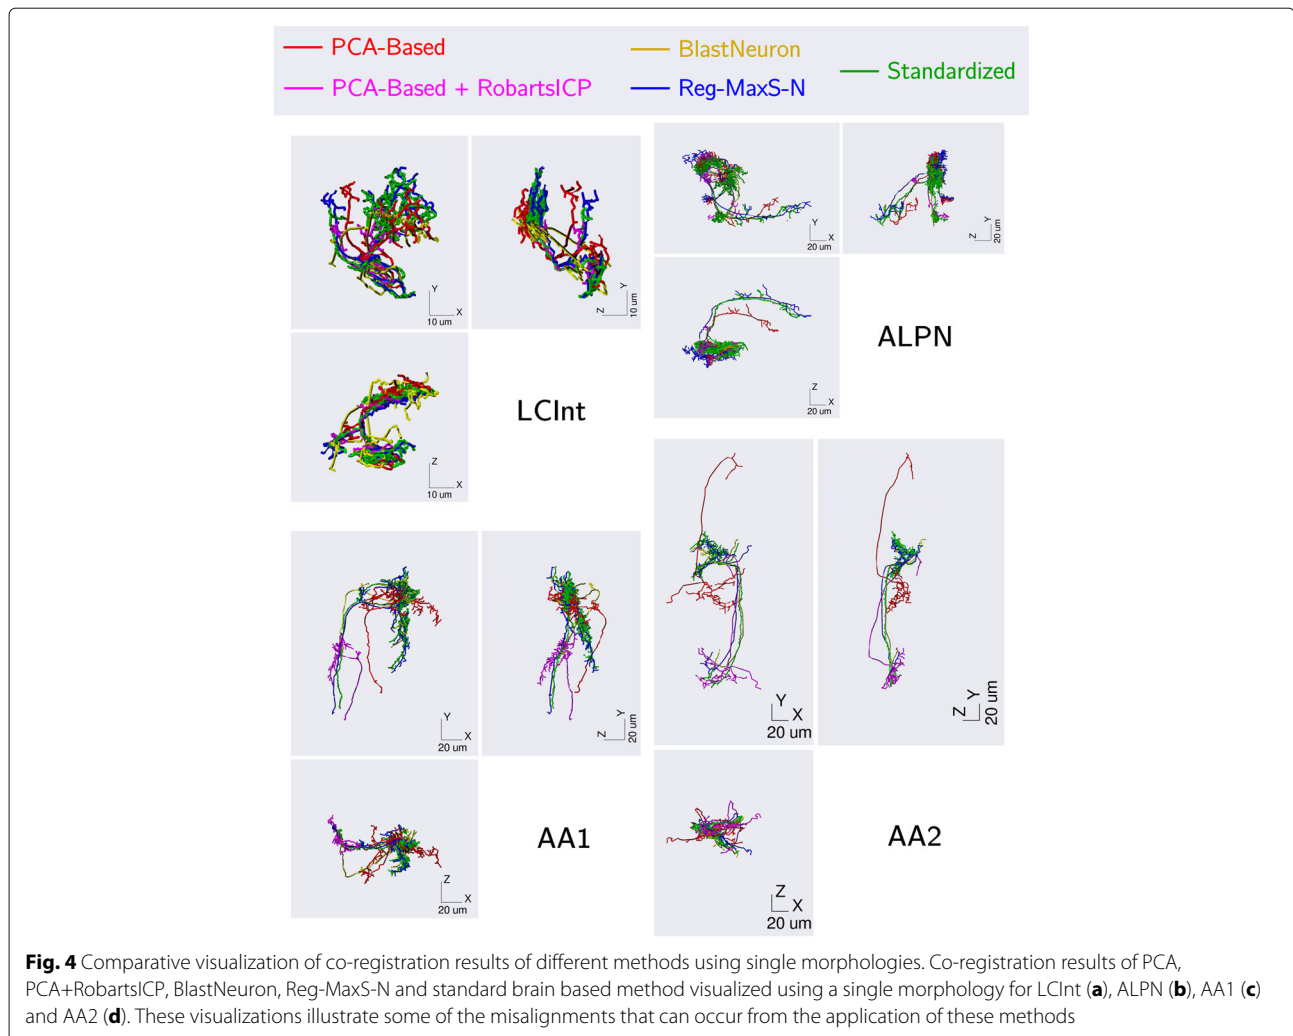 PCA-Based
BlastNeuron
Standardized
PCA-Based + RobartsICP
Reg-MaxS-N
Y
X
10 um
Z
Y
10 um
Y
X
20 um
Z
Y
20 um
Z
X
20 um
ALPN
Z
X
10 um
LCInt
Y
X
20 um
Z
Y
20 um
Y
X
20 um
Z
Y
20 um
Z
X
20 um
AA1
Z
X
20 um
AA2
Fig. 4 Comparative visualization of co-registration results of different methods using single morphologies. Co-registration results of PCA,
PCA+RobartsICP, BlastNeuron, Reg-MaxS-N and standard brain based method visualized using a single morphology for LCInt (a), ALPN (b), AA1 (c)
and AA2 (d). These visualizations illustrate some of the misalignments that can occur from the application of these methods